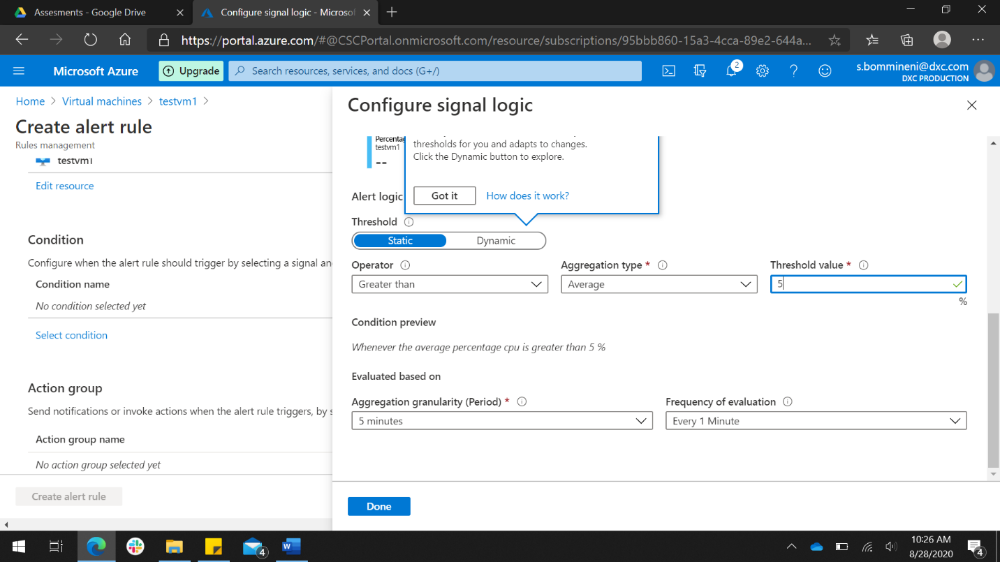 Assesments - Google Drive
Configure signal logic - Microsof
https://portal.azure.com/#@CSCPortal.onmicrosoft.com/resource/subscriptions/95bbb860-15a3-4cca-89e2-644a...
Microsoft Azure
Upgrade
Search resources, services, and docs (G+/)
2
s.bommineni@dxc.com
DXC PRODUCTION
Home > Virtual machines > testvm1 >
Create alert rule
Rules management
testvm1
Edit resource
Condition
Configure when the alert rule should trigger by selecting a signal an
Condition name
No condition selected yet
Select condition
Action group
Send notifications or invoke actions when the alert rule triggers, by s
Action group name
No action group selected yet
Create alert rule
Configure signal logic
Percentag
testvm1
--
thresholds for you and adapts to changes.
Click the Dynamic button to explore.
Got it
How does it work?
Alert logic
Threshold
Static
Dynamic
Operator
Aggregation type *
Threshold value *
Greater than
Average
5
%
Condition preview
Whenever the average percentage cpu is greater than 5 %
Evaluated based on
Aggregation granularity (Period) *
Frequency of evaluation
5 minutes
Every 1 Minute
Done
4
W
10:26 AM
8/28/2020
4